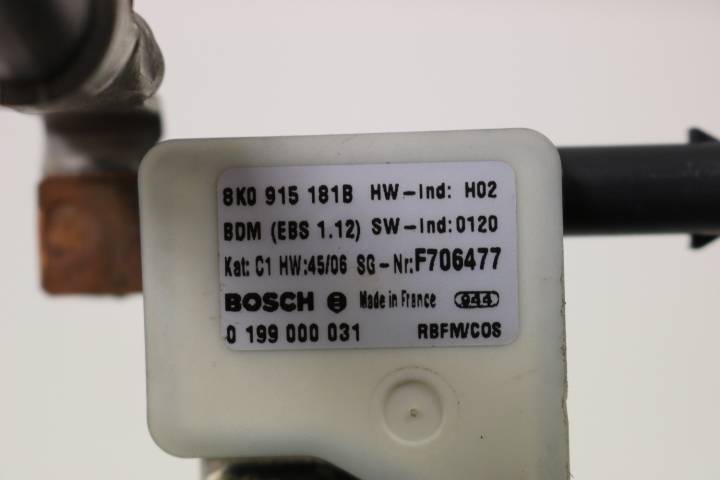 8K0 915 181B HW-Ind: H02
BDM (EBS 1.12) SW-Ind:0120
Kat: C1 HW:45/06 SG-Nr:F706477
BOSCH Made in France 944
0 199 000 031 RBFM/COS